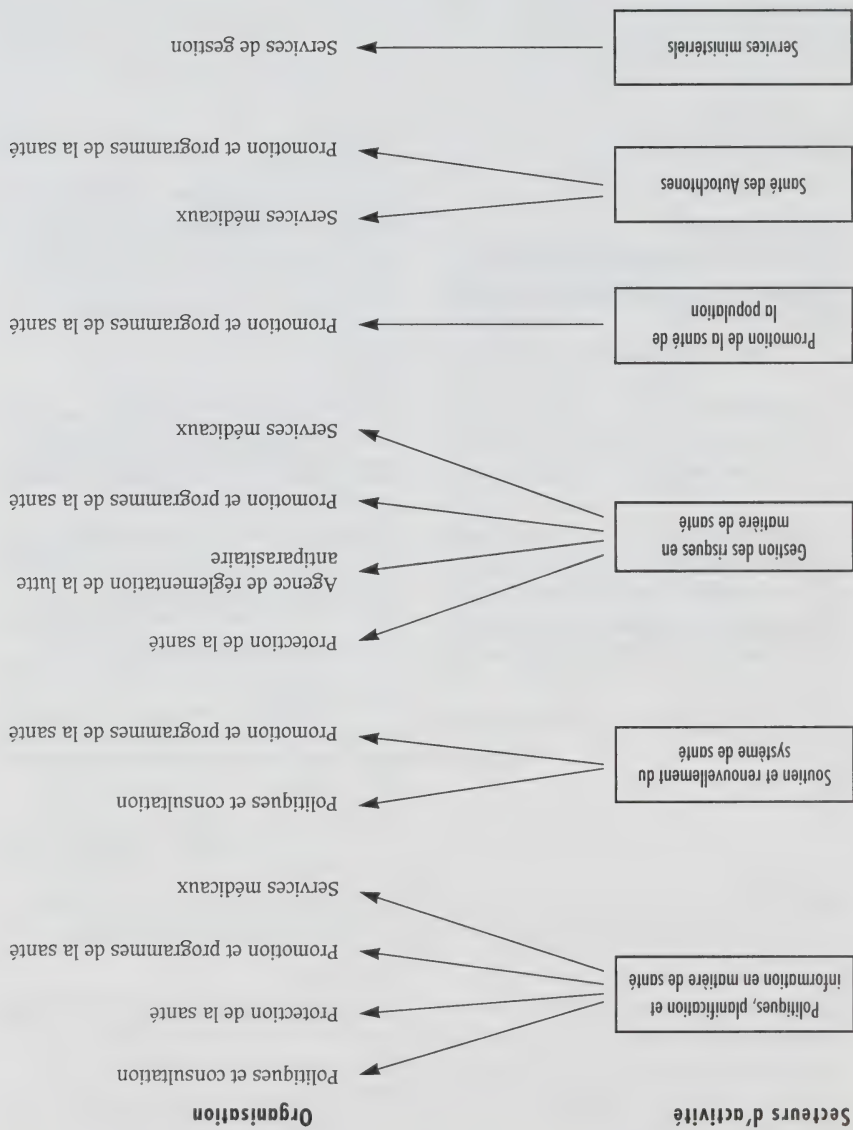 Secteurs d'activité
Organisation
Politiques, planification et
information en matière de santé
Politiques et consultation
Protection de la santé
Promotion et programmes de la santé
Services médicaux
Soutien et renouvellement du
système de santé
Politiques et consultation
Promotion et programmes de la santé
Gestion des risques en
matière de santé
Protection de la santé
Agence de réglementation de la lutte
antiparasitaire
Promotion et programmes de la santé
Services médicaux
Promotion de la santé de
la population
Promotion et programmes de la santé
Santé des Autochtones
Services médicaux
Promotion et programmes de la santé
Services ministériels
Services de gestion